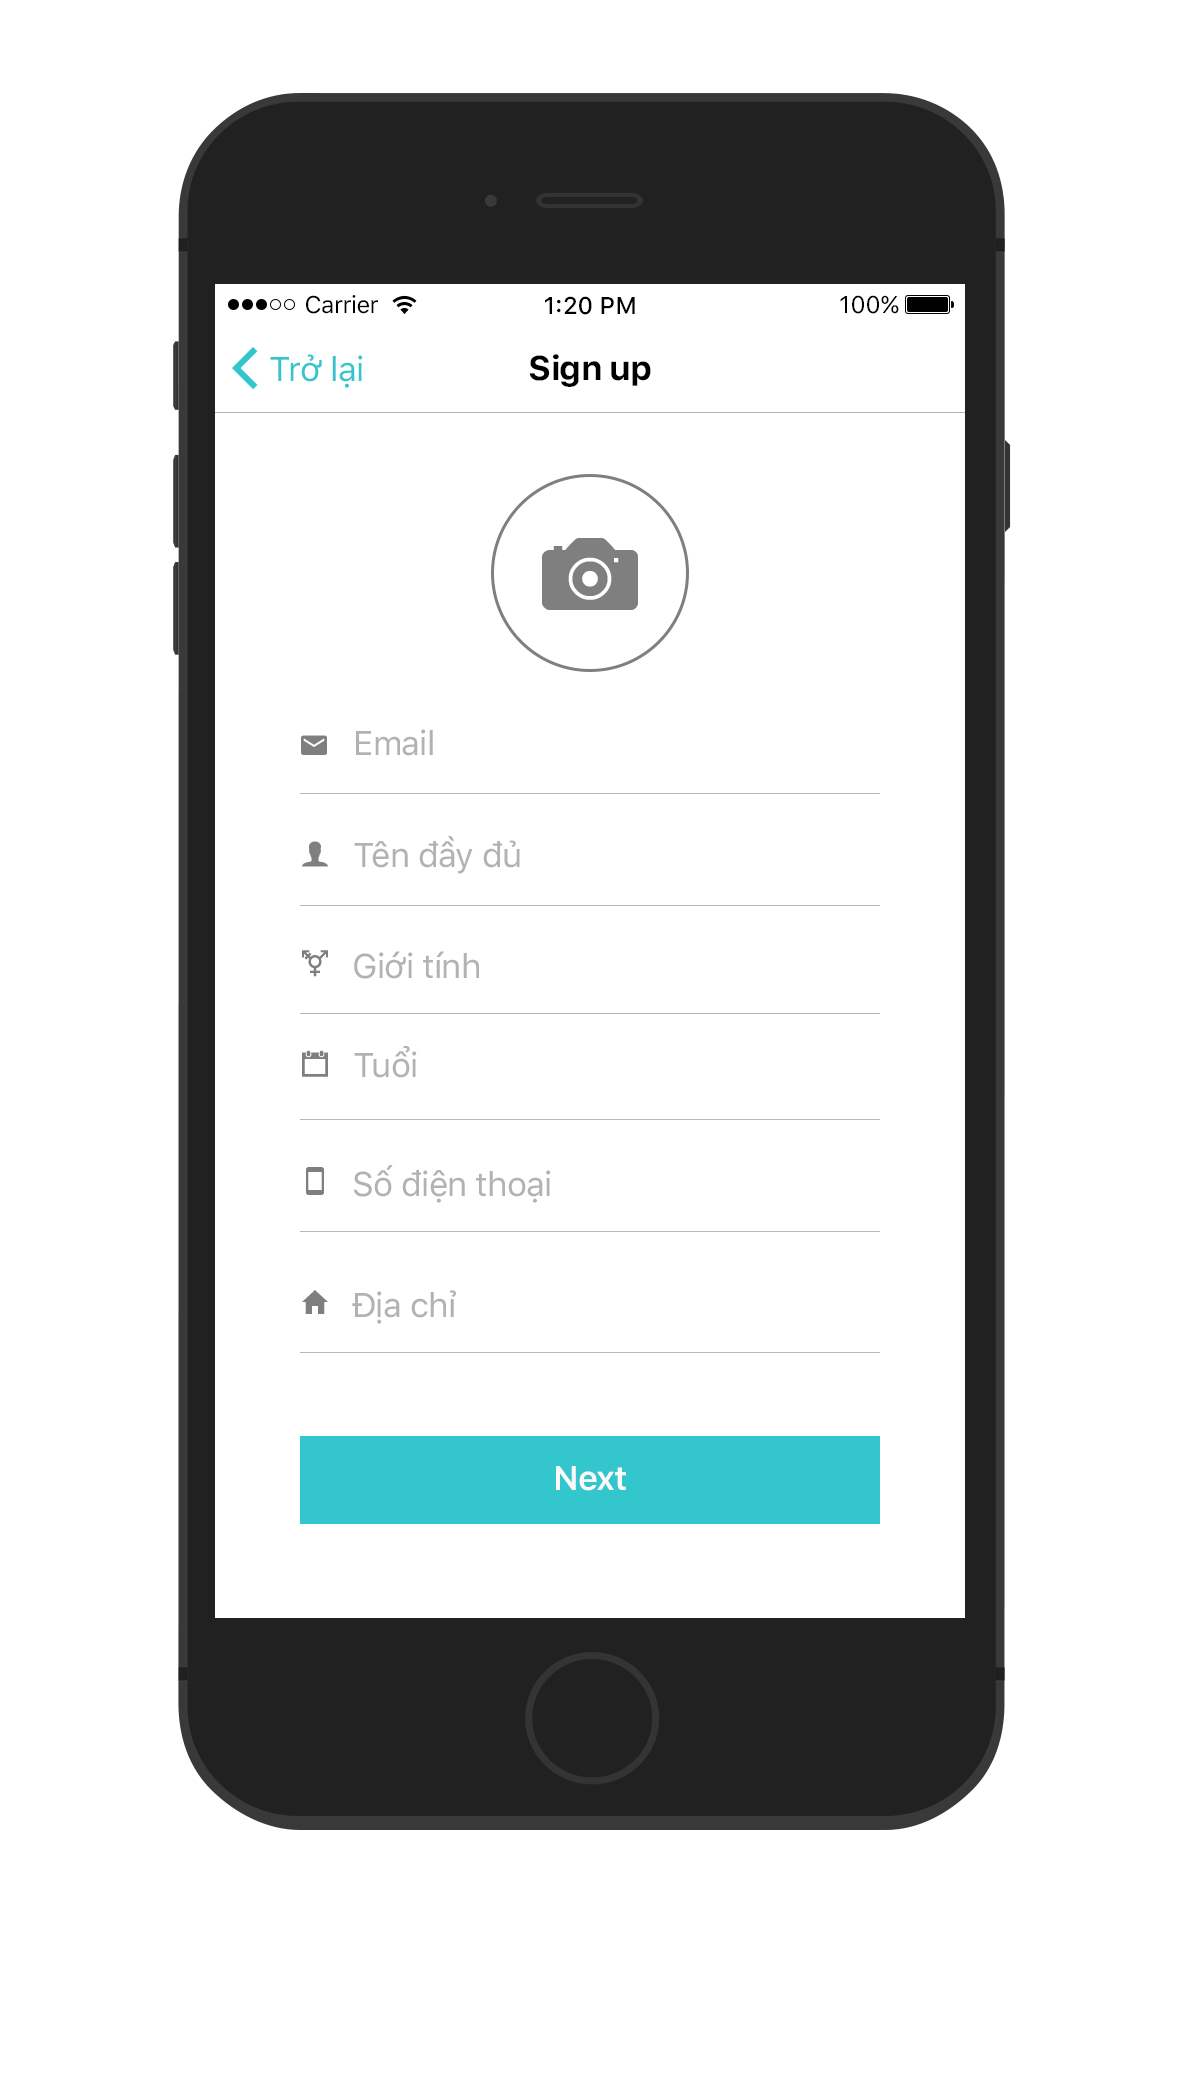 Carrier 1:20 PM 100%
Trở lại Sign up
Email
Tên đầy đủ
Giới tính
Tuổi
Số điện thoại
Địa chỉ
Next